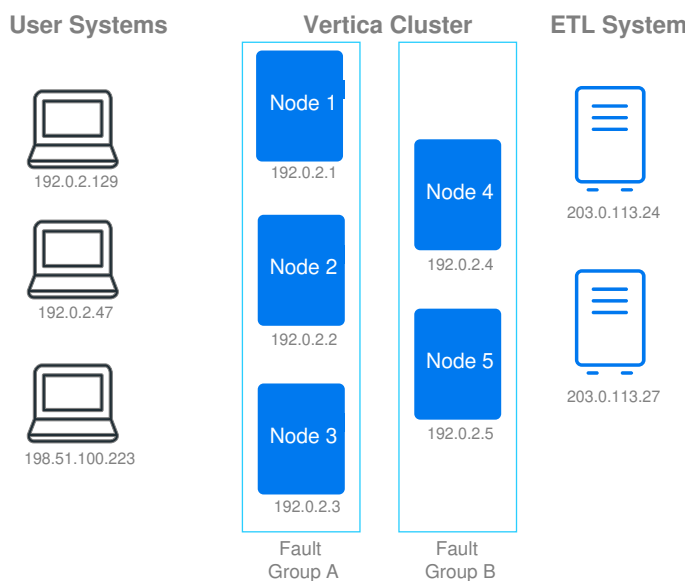 User Systems
Vertica Cluster
ETL System
192.0.2.129
192.0.2.47
198.51.100.223
Node 1
192.0.2.1
Node 2
192.0.2.2
Node 3
192.0.2.3
Fault
Group A
Node 4
192.0.2.4
Node 5
192.0.2.5
Fault
Group B
203.0.113.24
203.0.113.27